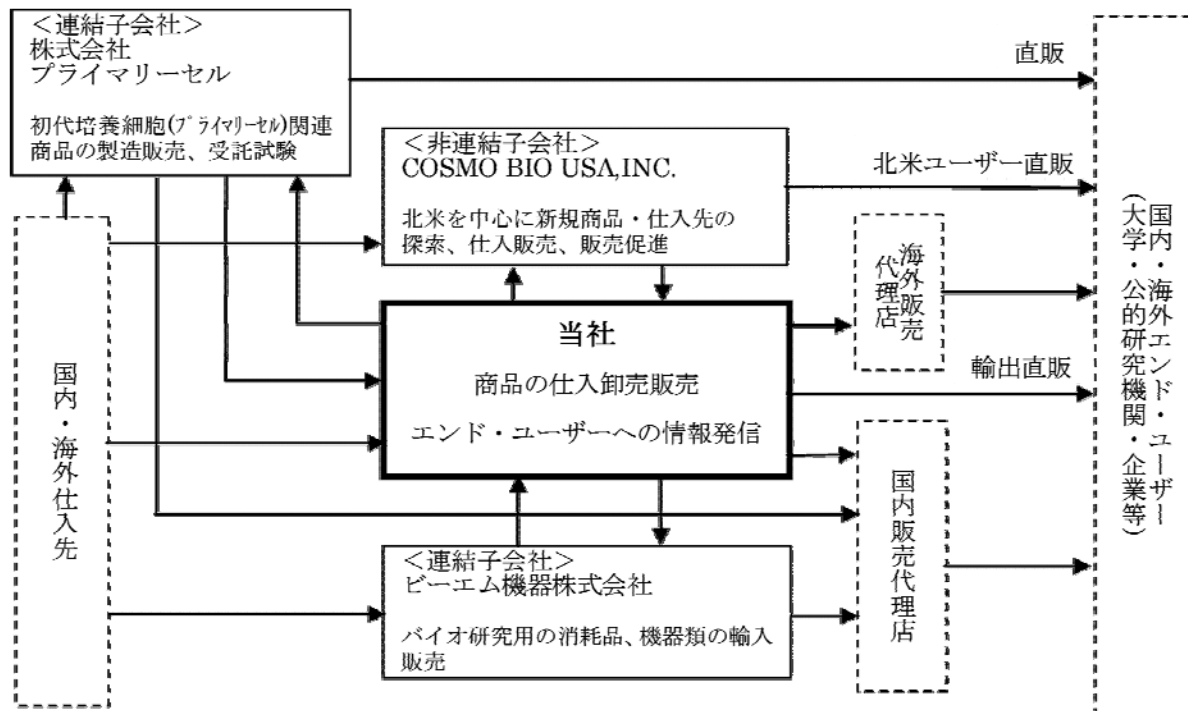 ＜連結子会社＞
株式会社
プライマリーセル
初代培養細胞(ﾌﾟﾗｲﾏﾘｰｾﾙ)関連
商品の製造販売、受託試験
直販
＜非連結子会社＞
COSMO BIO USA,INC.
北米を中心に新規商品・仕入先の
探索、仕入販売、販売促進
北米ユーザー直販
海外販売
代理店
当社
商品の仕入卸売販売
エンド・ユーザーへの情報発信
輸出直販
国内・海外仕入先
＜連結子会社＞
ビーエム機器株式会社
バイオ研究用の消耗品、機器類の輸入
販売
国内販売代理店
国内・海外エンド・ユーザー
(大学・公的研究機関・企業等)